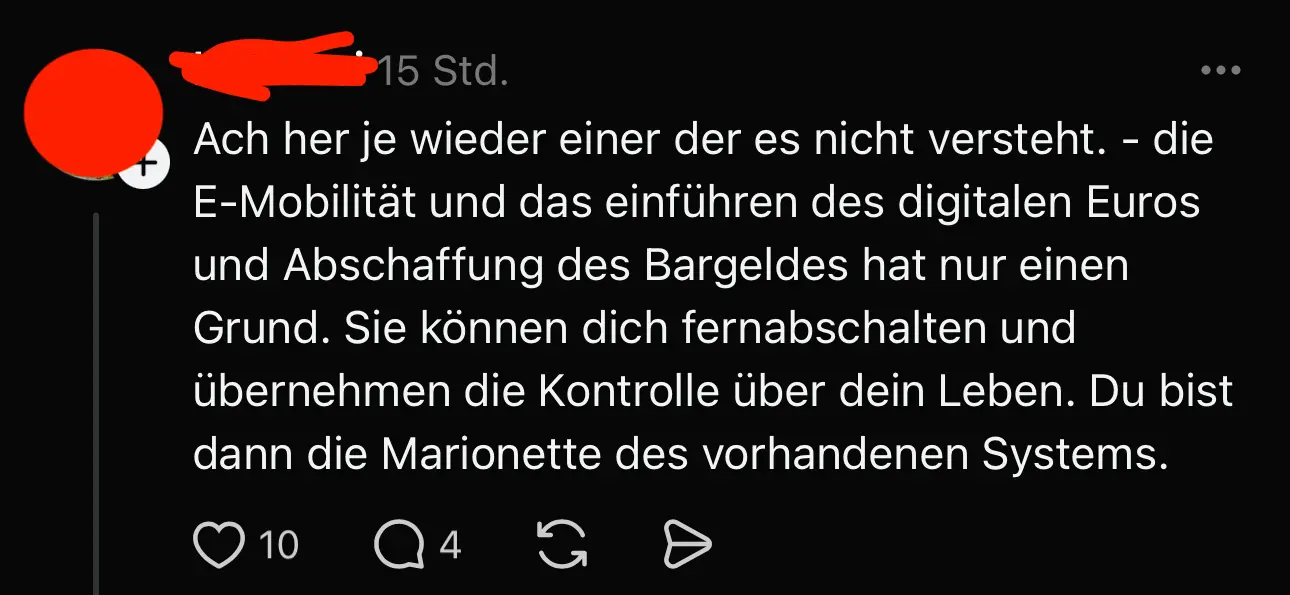 15 Std.
Ach her je wieder einer der es nicht versteht. - die
E-Mobilität und das einführen des digitalen Euros
und Abschaffung des Bargeldes hat nur einen
Grund. Sie können dich fernabschalten und
übernehmen die Kontrolle über dein Leben. Du bist
dann die Marionette des vorhandenen Systems.
10 4